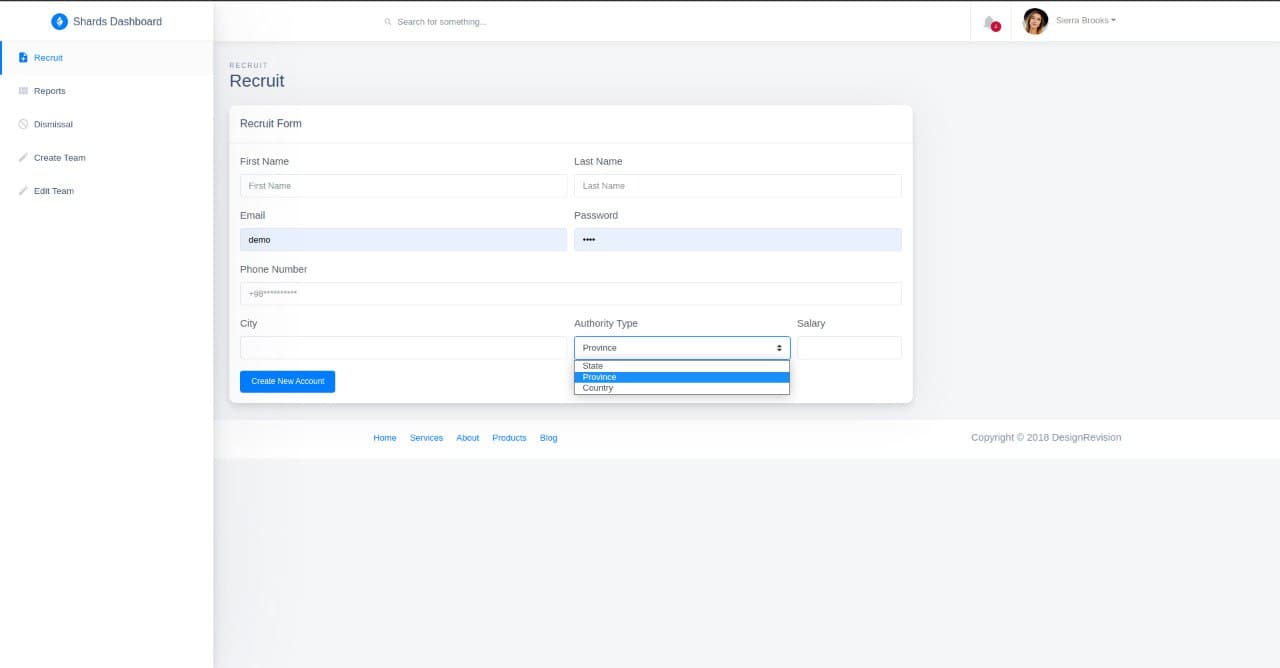 Shards Dashboard
Search for something...
Sierra Brooks
Recruit
Reports
Dismissal
Create Team
Edit Team
RECRUIT
Recruit
Recruit Form
First Name Last Name
First Name Last Name
Email Password
demo ••••
Phone Number
+98**********
City Authority Type Salary
Province
State
Province
Country
Create New Account
Home Services About Products Blog
Copyright © 2018 DesignRevision